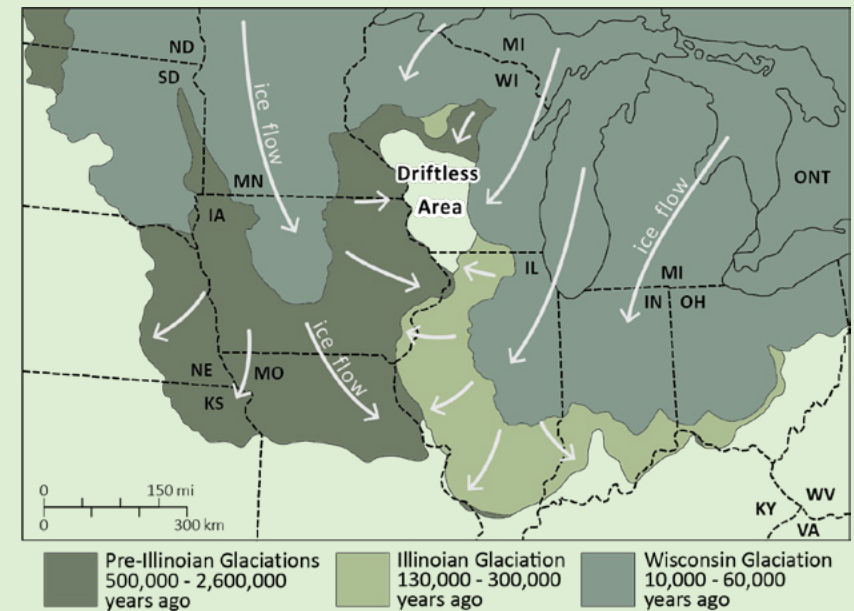 ND
SD
MI
WI
ice flow
MN
Driftless
Area
ONT
IA
ice flow
IL
MI
IN
OH
ice flow
NE
MO
KS
0 150 mi
0 300 km
KY
WV
VA
Pre-Illinoian Glaciations
500,000 - 2,600,000
years ago
Illinoian Glaciation
130,000 - 300,000
years ago
Wisconsin Glaciation
10,000 - 60,000
years ago